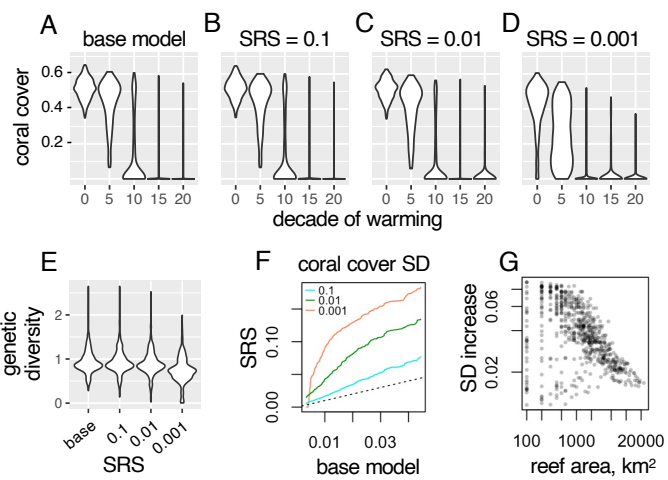 A B C D
base model SRS = 0.1 SRS = 0.01 SRS = 0.001
coral cover
0.6
0.4
0.2
0 5 10 15 20 0 5 10 15 20 0 5 10 15 20 0 5 10 15 20
decade of warming
E
genetic
diversity
2
1
0
base 0.1 0.01 0.001
SRS
F
coral cover SD
0.1
0.01
0.001
SRS
0.10
0.00
0.01 0.03
base model
G
SD increase
0.06
0.02
100 1000 20000
reef area, km²